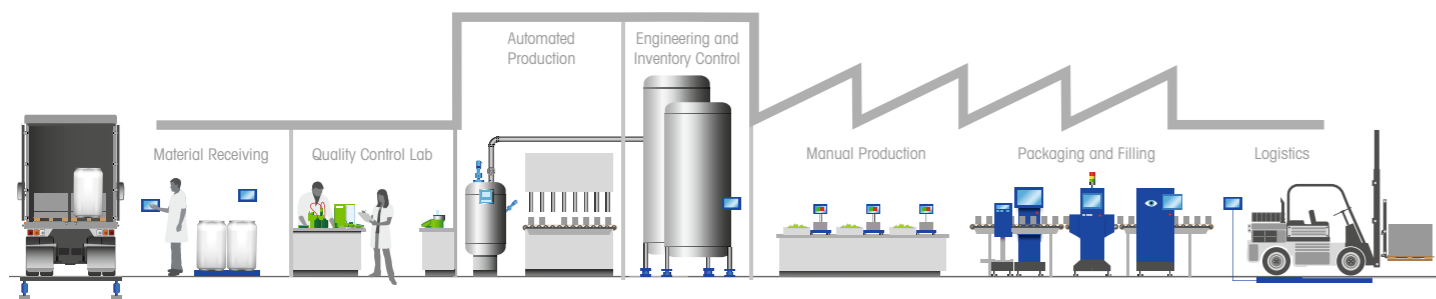 Automated
Production
Engineering and
Inventory Control
Material Receiving
Quality Control Lab
Manual Production
Packaging and Filling
Logistics